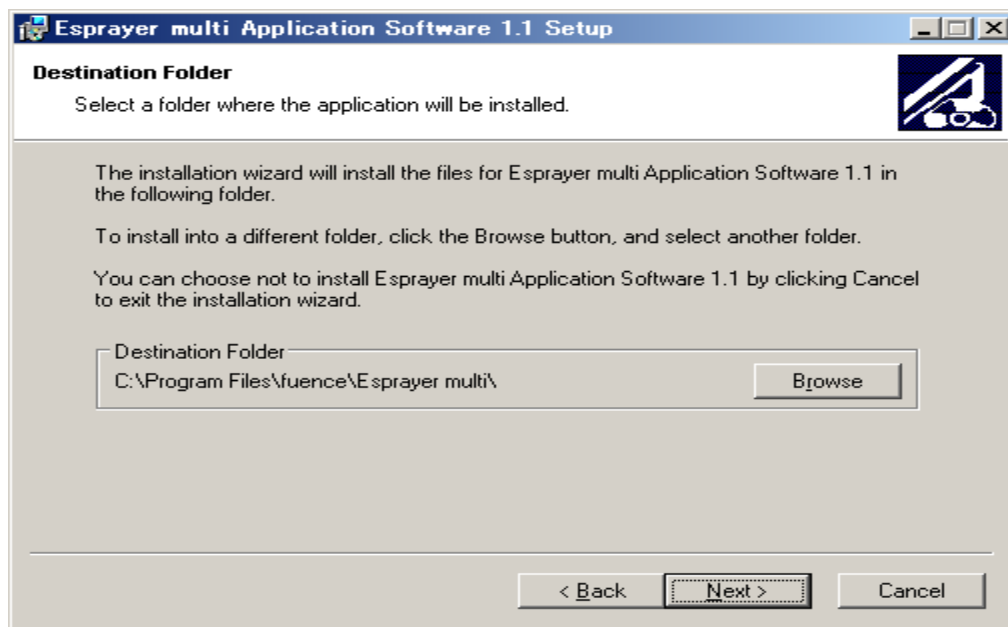 Esprayer multi Application Software 1.1 Setup
Destination Folder
Select a folder where the application will be installed.
The installation wizard will install the files for Esprayer multi Application Software 1.1 in
the following folder.
To install into a different folder, click the Browse button, and select another folder.
You can choose not to install Esprayer multi Application Software 1.1 by clicking Cancel
to exit the installation wizard.
Destination Folder
C:\Program Files\fuence\Esprayer multi\
Browse
< Back
Next >
Cancel